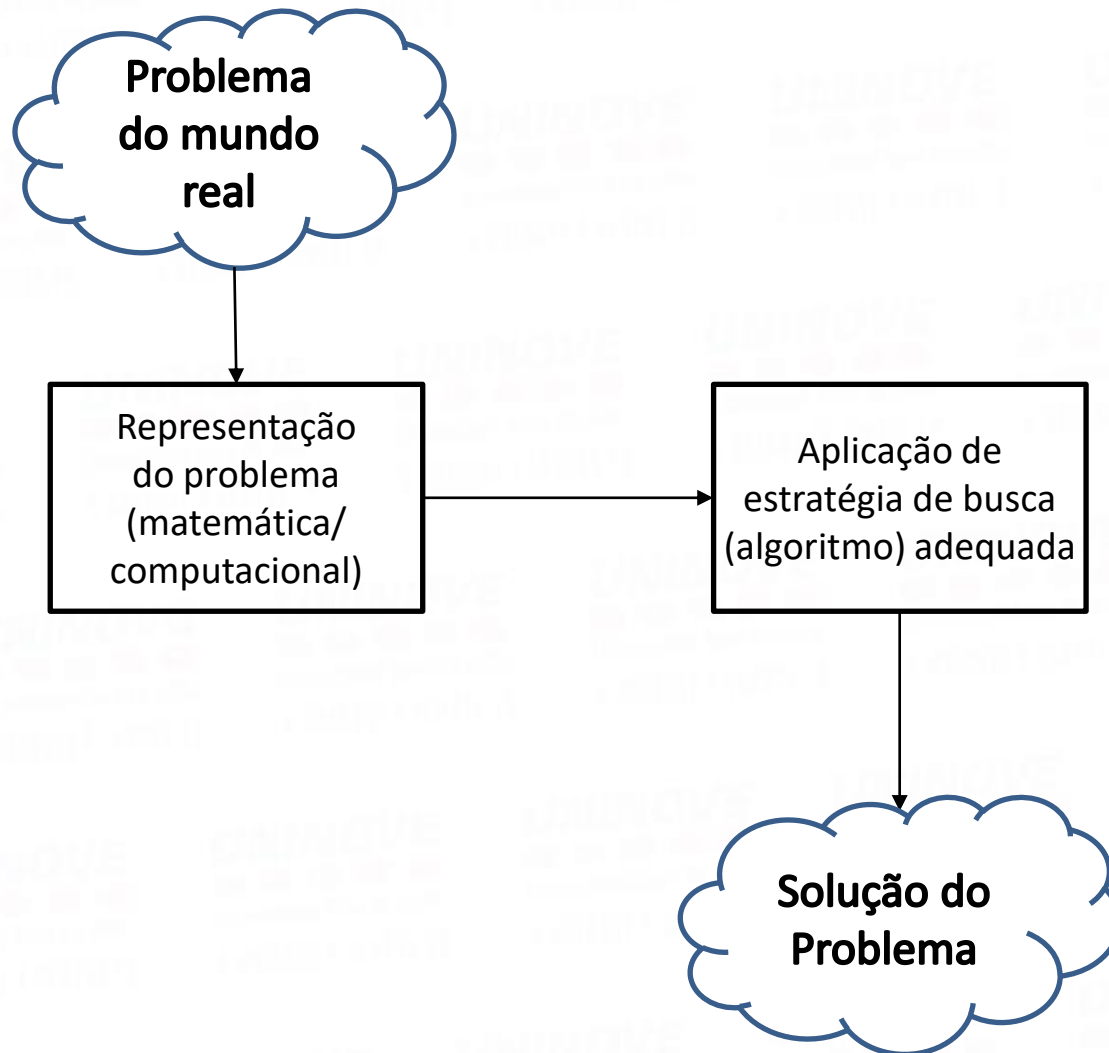 Problema
do mundo
real
Representação
do problema
(matemática/
computacional)
Aplicação de
estratégia de busca
(algoritmo) adequada
Solução do
Problema